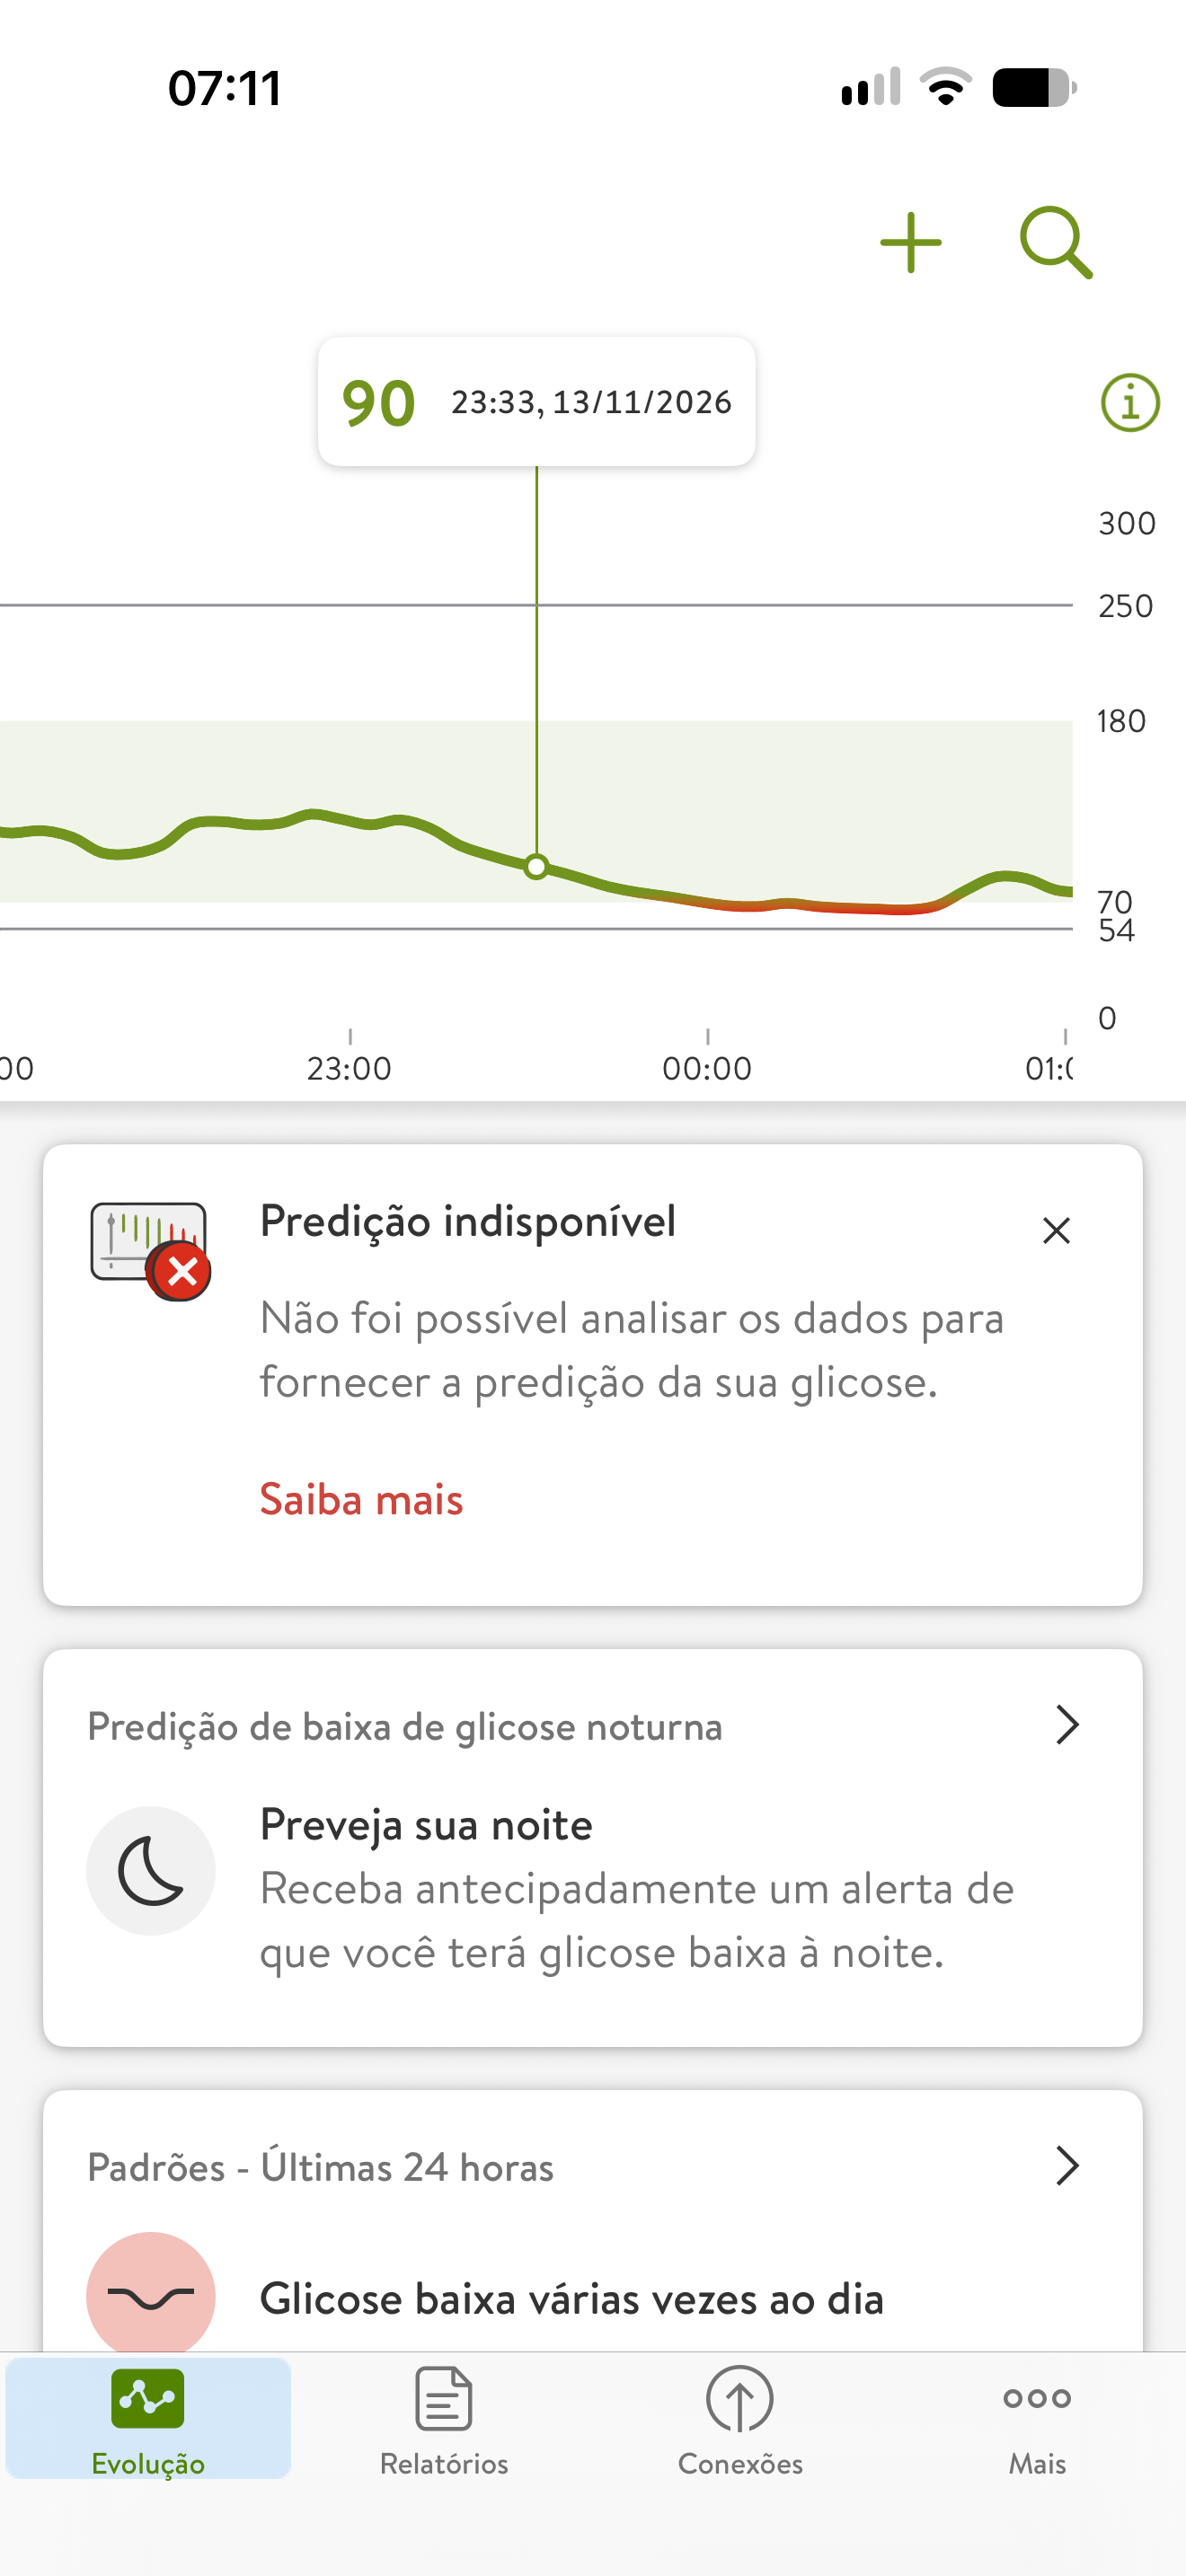 07:11
90 23:33, 13/11/2026
300
250
180
70
54
0
00 23:00 00:00 01:0
Predição indisponível
Não foi possível analisar os dados para
fornecer a predição da sua glicose.
Saiba mais
Predição de baixa de glicose noturna
Preveja sua noite
Receba antecipadamente um alerta de
que você terá glicose baixa à noite.
Padrões - Últimas 24 horas
Glicose baixa várias vezes ao dia
Evolução Relatórios Conexões Mais